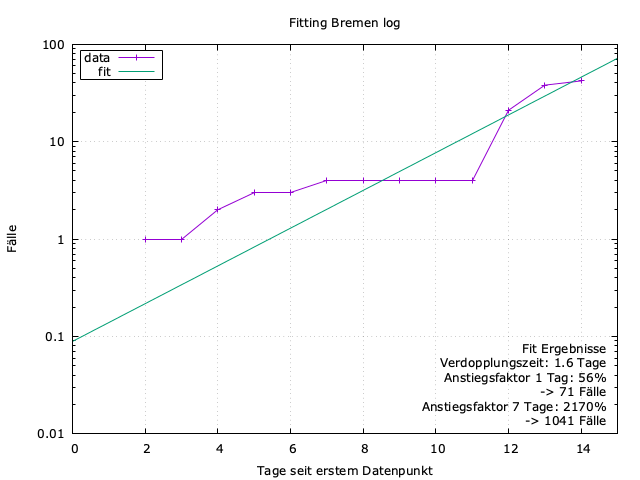 Fitting Bremen log
data
fit
100
10
1
0.1
0.01
Fälle
0 2 4 6 8 10 12 14
Tage seit erstem Datenpunkt
Fit Ergebnisse
Verdopplungszeit: 1.6 Tage
Anstiegsfaktor 1 Tag: 56%
-> 71 Fälle
Anstiegsfaktor 7 Tage: 2170%
-> 1041 Fälle